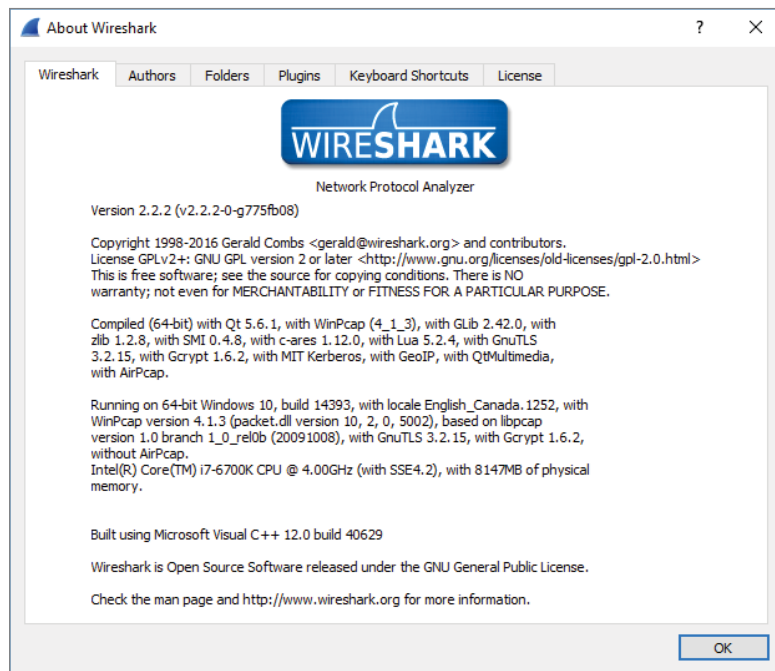 About Wireshark
Wireshark Authors Folders Plugins Keyboard Shortcuts License
WIRESHARK
Network Protocol Analyzer
Version 2.2.2 (v2.2.2-0-g775fb08)
Copyright 1998-2016 Gerald Combs <gerald@wireshark.org> and contributors.
License GPLv2+: GNU GPL version 2 or later <http://www.gnu.org/licenses/old-licenses/gpl-2.0.html>
This is free software; see the source for copying conditions. There is NO
warranty; not even for MERCHANTABILITY or FITNESS FOR A PARTICULAR PURPOSE.
Compiled (64-bit) with Qt 5.6.1, with WinPcap (4_1_3), with GLib 2.42.0, with
zlib 1.2.8, with SMI 0.4.8, with c-ares 1.12.0, with Lua 5.2.4, with GnuTLS
3.2.15, with Gcrypt 1.6.2, with MIT Kerberos, with GeoIP, with QtMultimedia,
with AirPcap.
Running on 64-bit Windows 10, build 14393, with locale English_Canada.1252, with
WinPcap version 4.1.3 (packet.dll version 10, 2, 0, 5002), based on libpcap
version 1.0 branch 1_0_rel0b (20091008), with GnuTLS 3.2.15, with Gcrypt 1.6.2,
without AirPcap.
Intel(R) Core(TM) i7-6700K CPU @ 4.00GHz (with SSE4.2), with 8147MB of physical
memory.
Built using Microsoft Visual C++ 12.0 build 40629
Wireshark is Open Source Software released under the GNU General Public License.
Check the man page and http://www.wireshark.org for more information.
OK